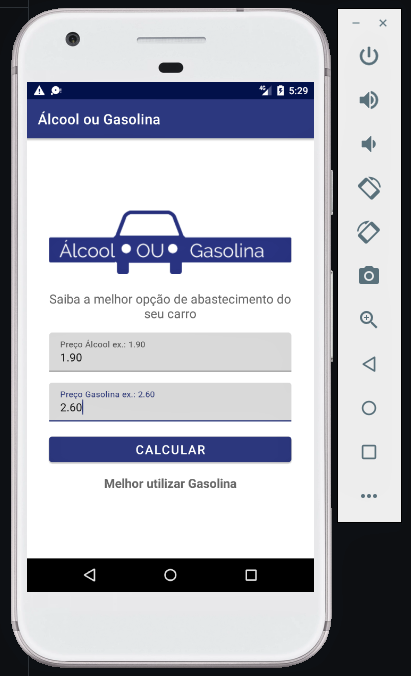 4G 5:29
Álcool ou Gasolina
Álcool OU Gasolina
Saiba a melhor opção de abastecimento do
seu carro
Preço Álcool ex.: 1.90
1.90
Preço Gasolina ex.: 2.60
2.60
CALCULAR
Melhor utilizar Gasolina